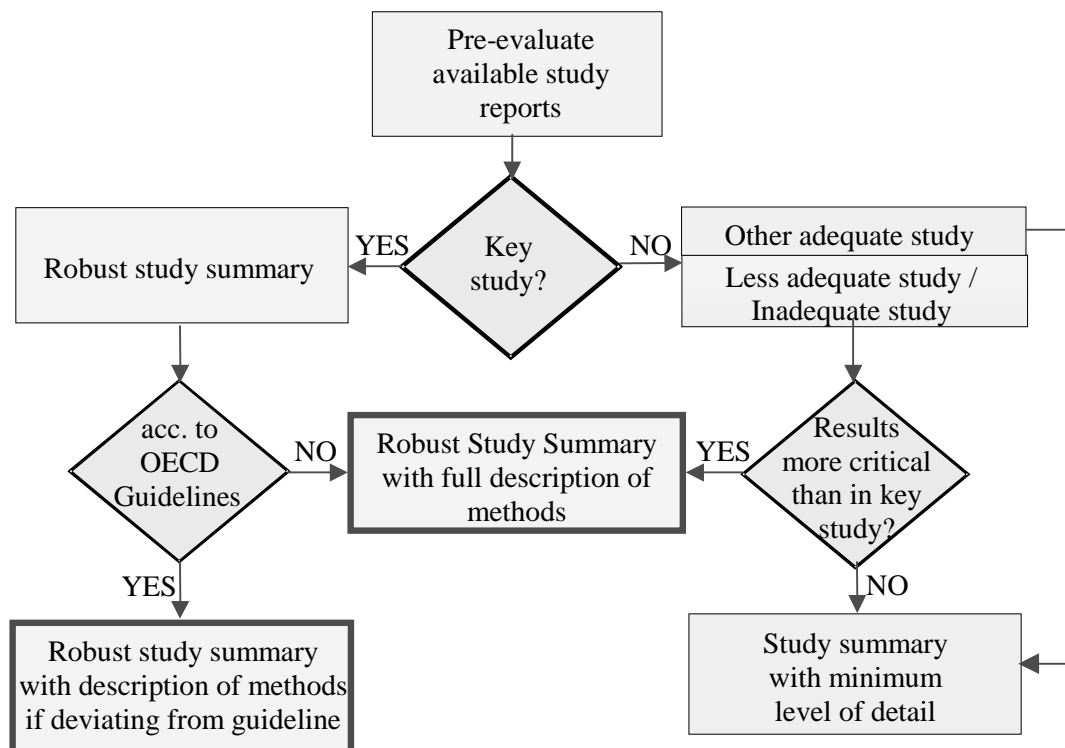 Pre-evaluate
available study
reports
YES
Key
study?
NO
Robust study summary
Other adequate study
Less adequate study /
Inadequate study
acc. to
OECD
Guidelines
NO
Robust Study Summary
with full description of
methods
YES
Results
more critical
than in key
study?
YES
NO
Robust study summary
with description of methods
if deviating from guideline
Study summary
with minimum
level of detail